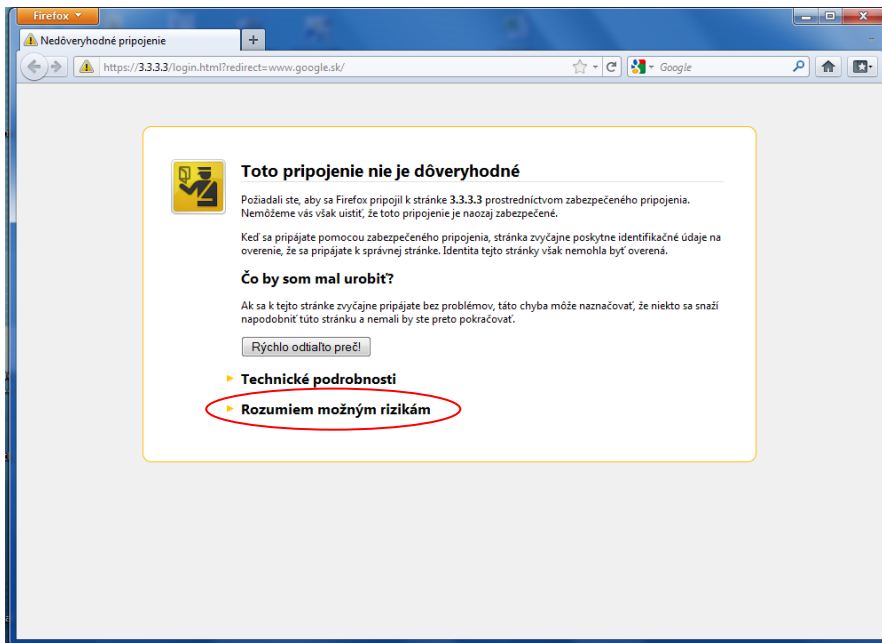 Firefox
Nedôveryhodné pripojenie
https://3.3.3.3/login.html?redirect=www.google.sk/
Google
Toto pripojenie nie je dôveryhodné
Požiadali ste, aby sa Firefox pripojil k stránke 3.3.3.3 prostredníctvom zabezpečeného pripojenia.
Nemôžeme vás však uistiť, že toto pripojenie je naozaj zabezpečené.
Keď sa pripájate pomocou zabezpečeného pripojenia, stránka zvyčajne poskytne identifikačné údaje na
overenie, že sa pripájate k správnej stránke. Identita tejto stránky však nemohla byť overená.
Čo by som mal urobiť?
Ak sa k tejto stránke zvyčajne pripájate bez problémov, táto chyba môže naznačovať, že niekto sa snaží
napodobniť túto stránku a nemali by ste preto pokračovať.
Rýchlo odtiaľto preč!
Technické podrobnosti
Rozumiem možným rizikám